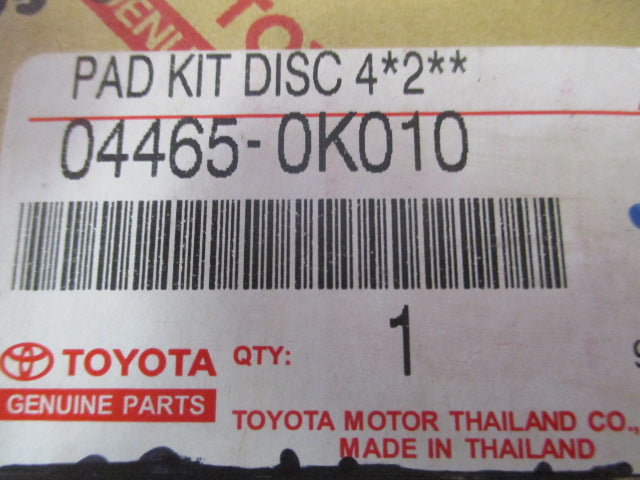 PAD KIT DISC 4*2**
04465-0K010
TOYOTA QTY: 1
GENUINE PARTS
TOYOTA MOTOR THAILAND CO.,
MADE IN THAILAND